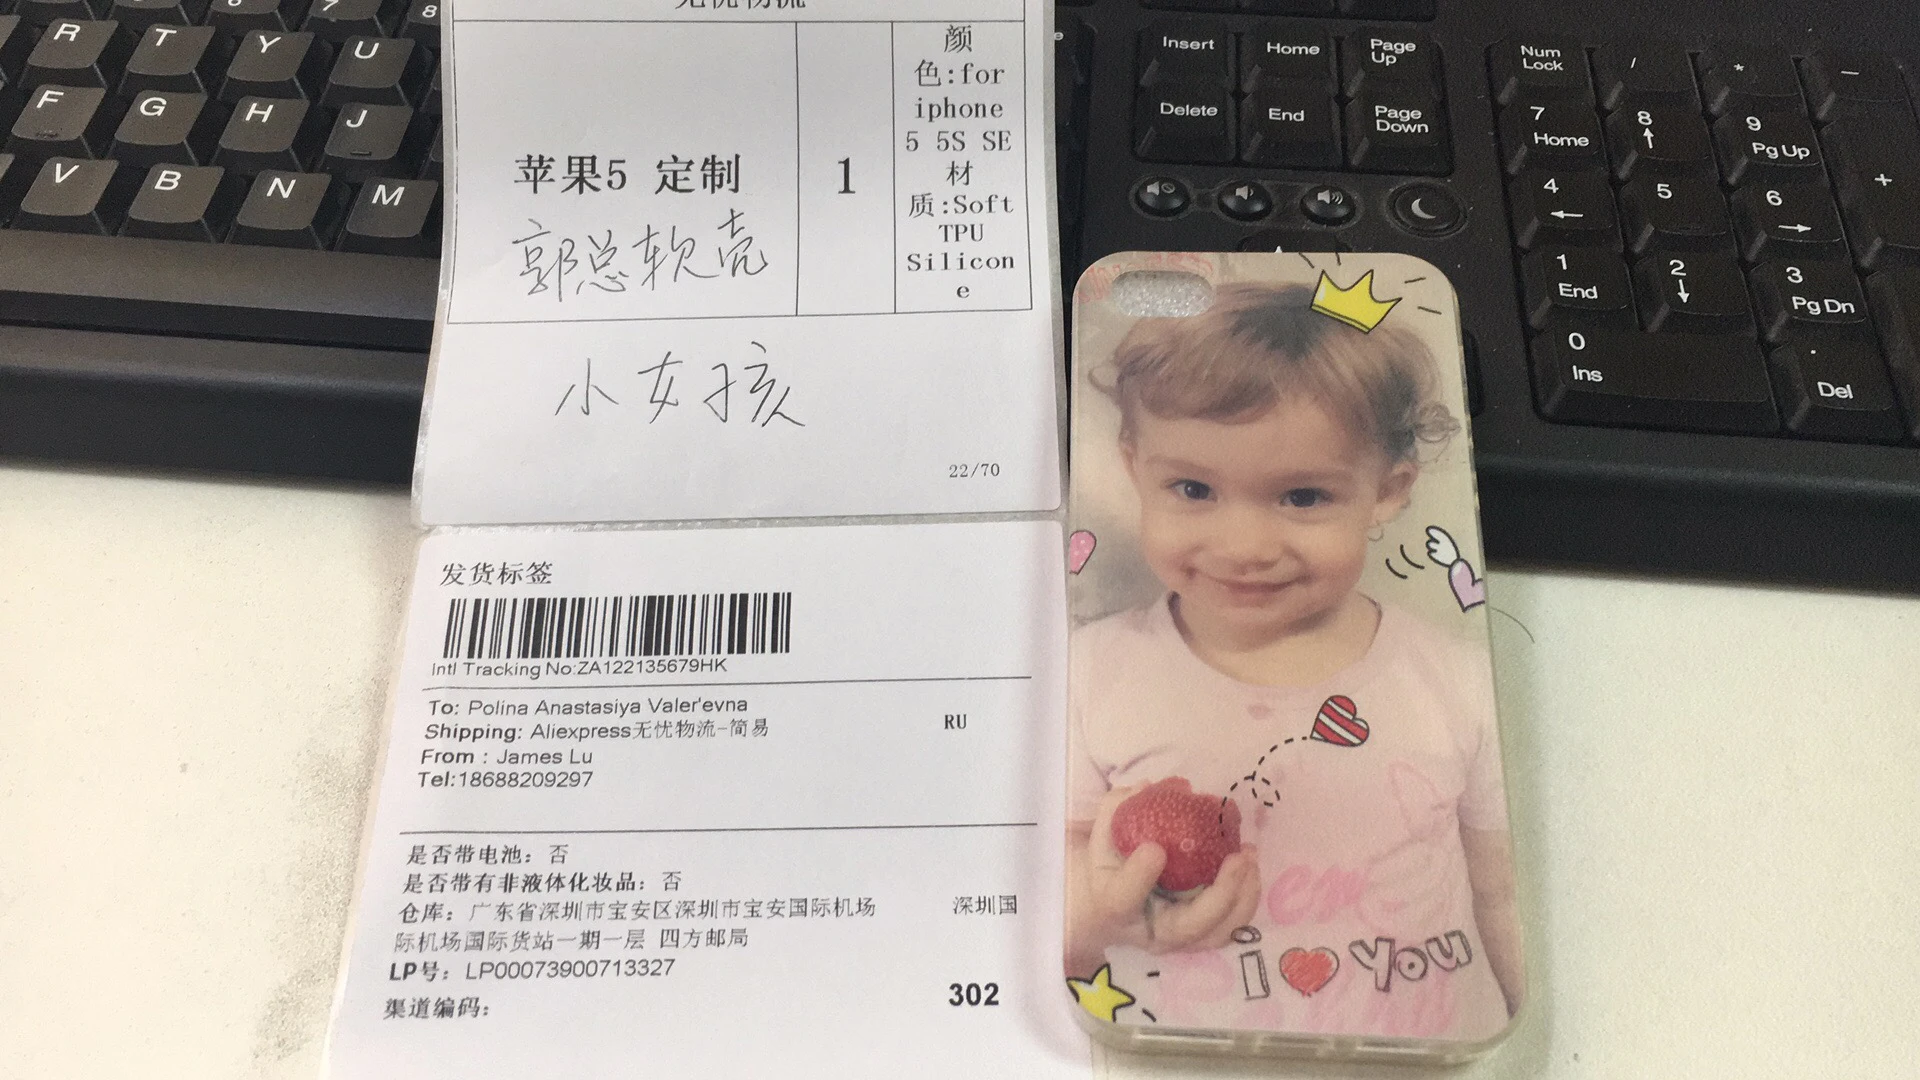 无忧物流
苹果5 定制
郭总软壳
1
颜
色:for
iphone
5 5S SE
材
质:Soft
TPU
Silicon
e
小女孩
22/70
发货标签
Intl Tracking No:ZA122135679HK
To: Polina Anastasiya Valer'evna
Shipping: Aliexpress无忧物流-简易
RU
From : James Lu
Tel:18688209297
是否带电池: 否
是否带有非液体化妆品: 否
仓库: 广东省深圳市宝安区深圳市宝安国际机场 深圳国
际机场国际货站一期一层 四方邮局
LP号: LP00073900713327
渠道编码:
302
i you
6 7 8
R T Y U
F G H J
V B N M
Insert Home Page Up
Delete End Page Down
Num Lock / * -
7 Home 8 9 Pg Up +
4 5 6
1 End 2 3 Pg Dn
0 Ins . Del